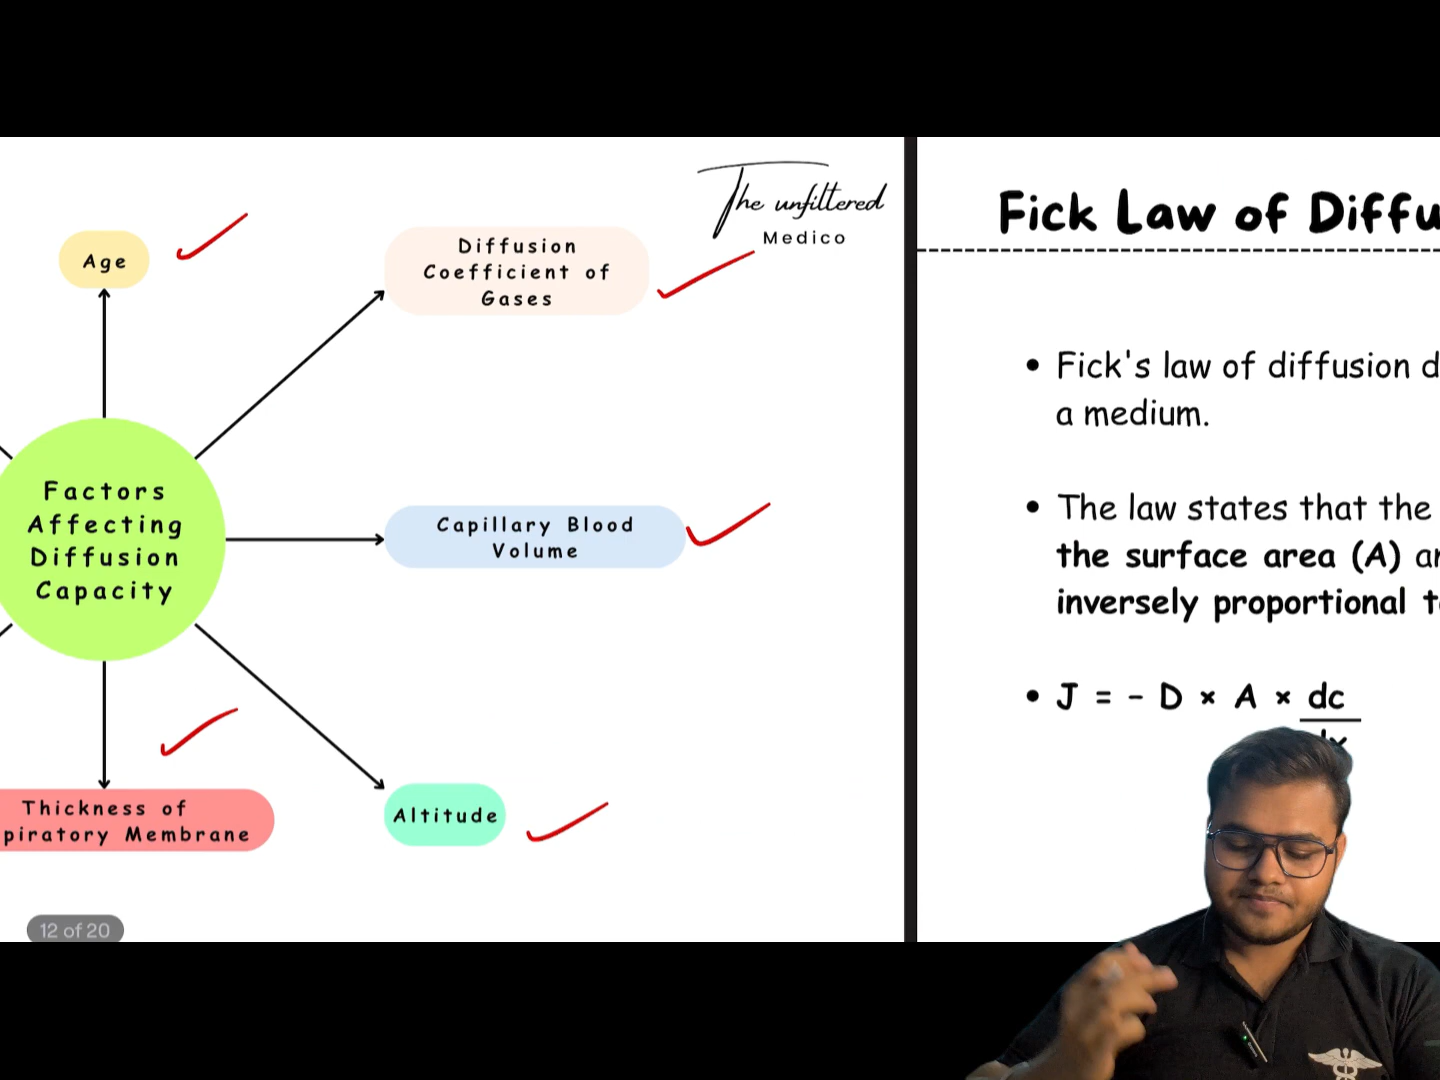 The unfiltered
Medico
Age
Diffusion
Coefficient of
Gases
Factors
Affecting
Diffusion
Capacity
Capillary Blood
Volume
Thickness of
piratory Membrane
Altitude
12 of 20
Fick Law of Diffu
• Fick's law of diffusion d
a medium.
• The law states that the
the surface area (A) ar
inversely proportional t
• J = - D × A × dc